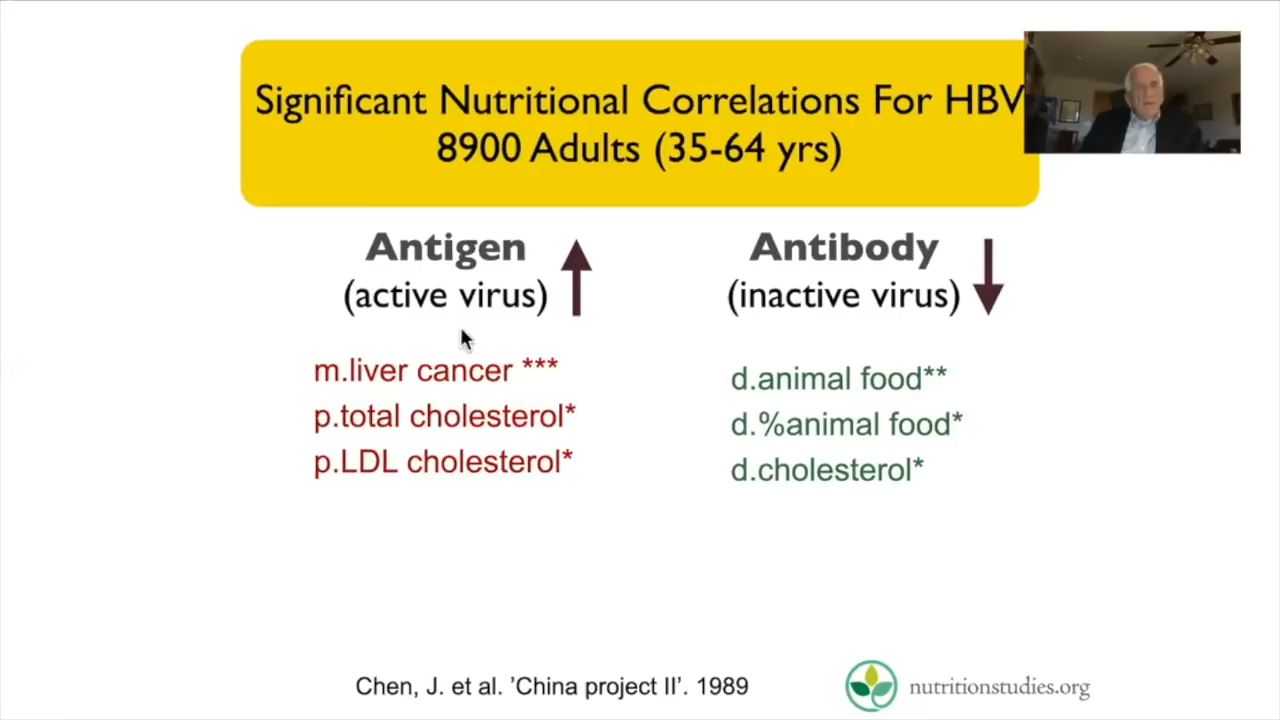 Significant Nutritional Correlations For HBV
8900 Adults (35-64 yrs)
Antigen
(active virus)
m.liver cancer ***
p.total cholesterol*
p.LDL cholesterol*
Antibody
(inactive virus)
d.animal food**
d.%animal food*
d.cholesterol*
Chen, J. et al. ’China project II’. 1989
nutritionstudies.org